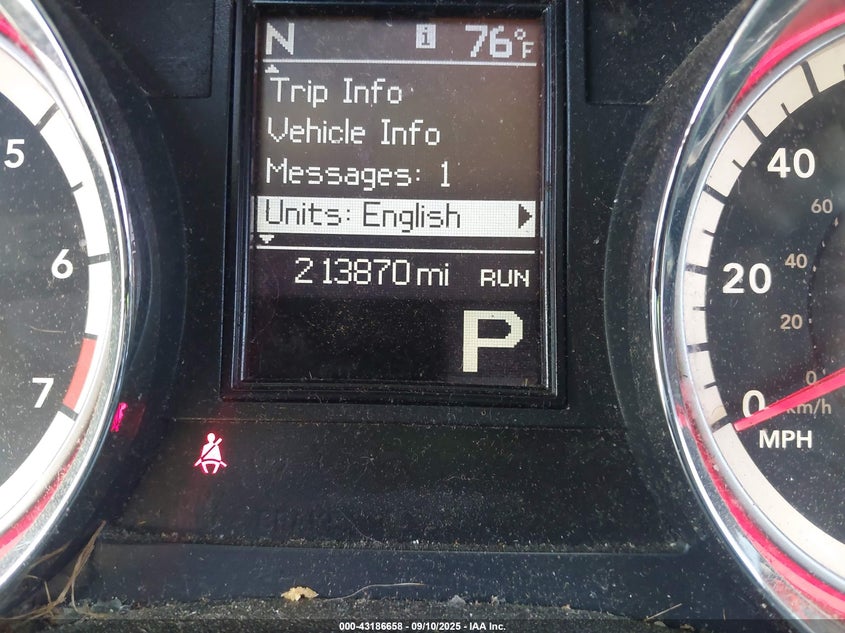 N i 76°F
Trip Info
Vehicle Info
Messages: 1
Units: English
213870 mi RUN
P
5
6
7
40
60
20
40
20
0
0
km/h
MPH
000-43186658 - 09/10/2025 - IAA Inc.